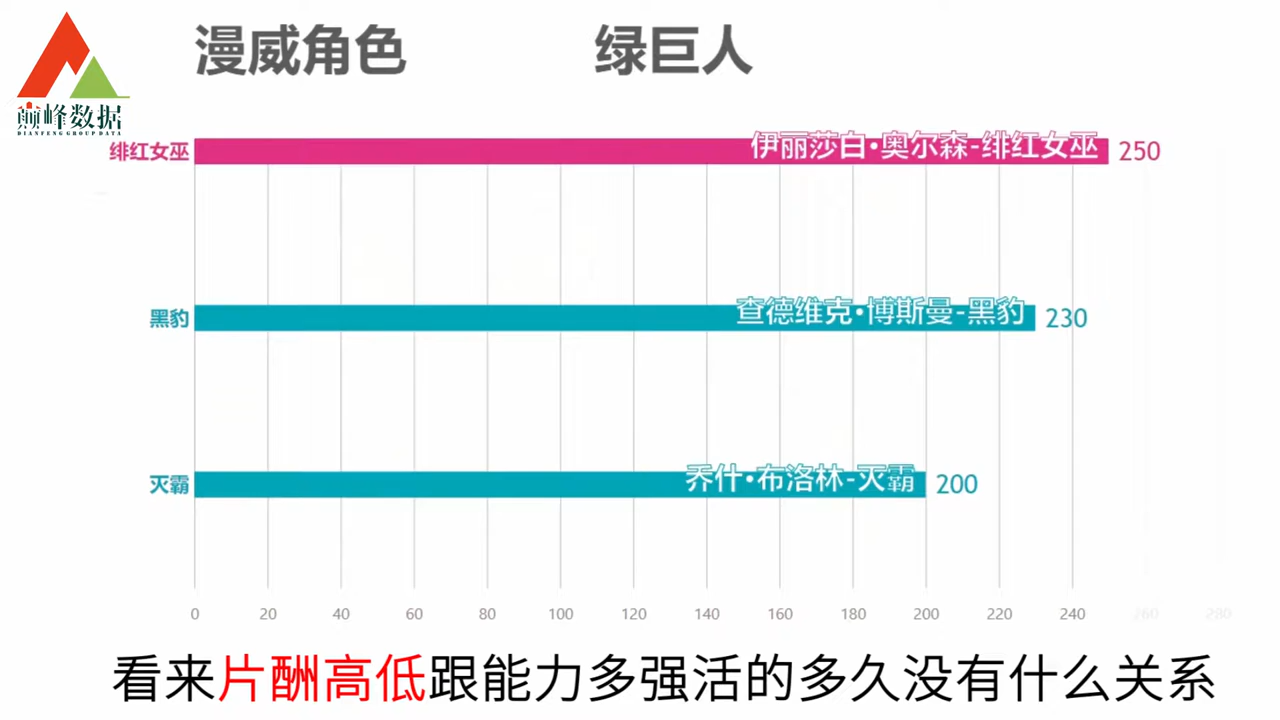 漫威角色 绿巨人
巅峰数据
DIANFENG GROUP DATA
绯红女巫 伊丽莎白·奥尔森-绯红女巫 250
黑豹 查德维克·博斯曼-黑豹 230
灭霸 乔什·布洛林-灭霸 200
0 20 40 60 80 100 120 140 160 180 200 220 240 260 280
看来片酬高低跟能力多强活的多久没有什么关系